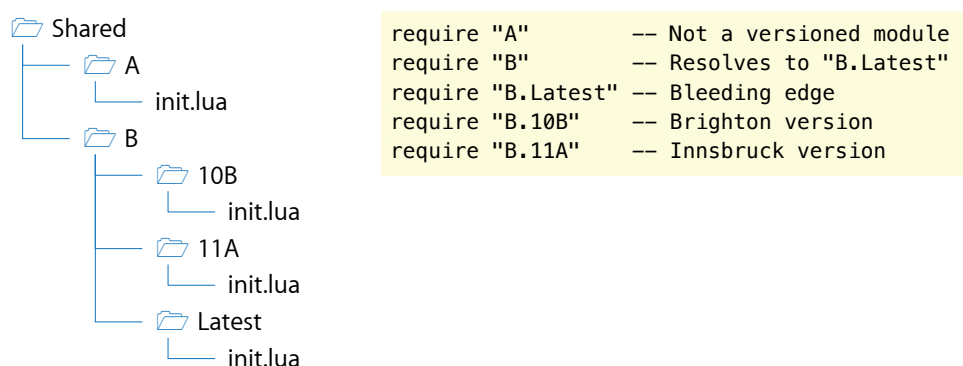 Shared
A
init.lua
B
10B
init.lua
11A
init.lua
Latest
init.lua
require "A"        -- Not a versioned module
require "B"        -- Resolves to "B.Latest"
require "B.Latest" -- Bleeding edge
require "B.10B"    -- Brighton version
require "B.11A"    -- Innsbruck version